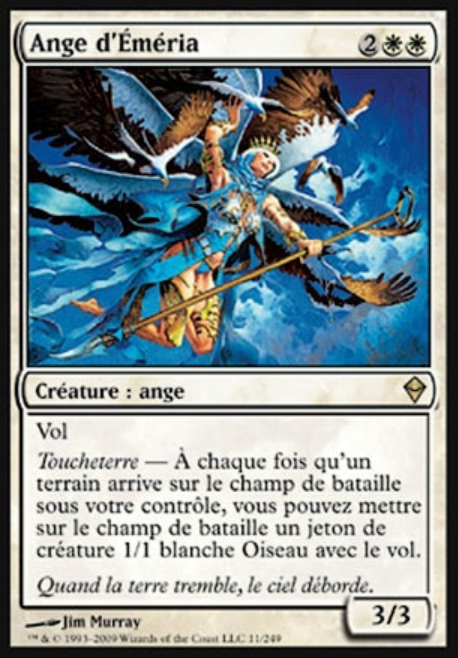 Ange d'Éméria 2
Créature : ange
Vol
Toucheterre — À chaque fois qu'un
terrain arrive sur le champ de bataille
sous votre contrôle, vous pouvez mettre
sur le champ de bataille un jeton de
créature 1/1 blanche Oiseau avec le vol.
Quand la terre tremble, le ciel déborde.
3/3
Jim Murray
™ & © 1993–2009 Wizards of the Coast LLC 11/249